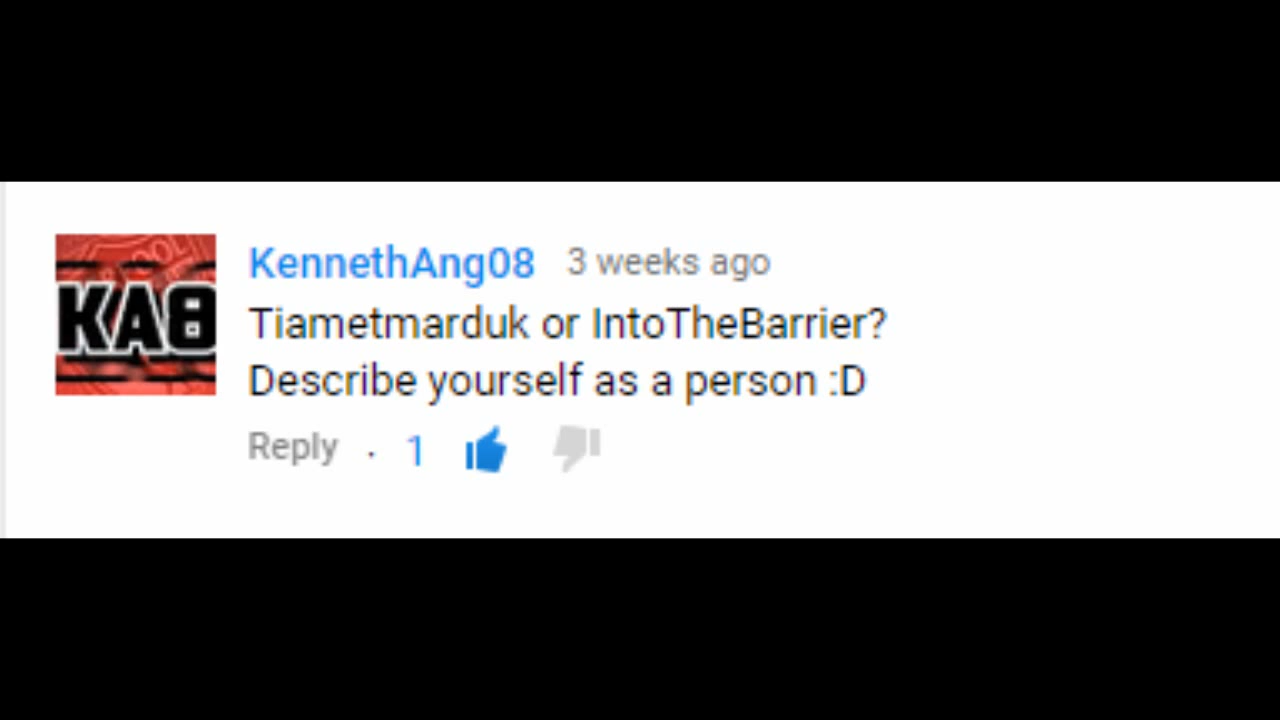 KA8
KennethAng08 3 weeks ago
Tiametmarduk or IntoTheBarrier?
Describe yourself as a person :D
Reply . 1